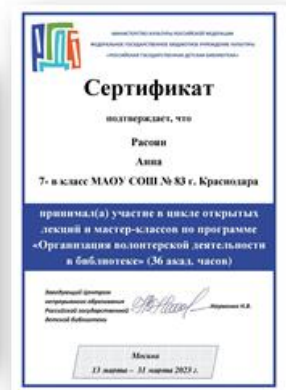 РГДБ
МИНИСТЕРСТВО КУЛЬТУРЫ РОССИЙСКОЙ ФЕДЕРАЦИИ
ФЕДЕРАЛЬНОЕ ГОСУДАРСТВЕННОЕ БЮДЖЕТНОЕ УЧРЕЖДЕНИЕ КУЛЬТУРЫ
«РОССИЙСКАЯ ГОСУДАРСТВЕННАЯ ДЕТСКАЯ БИБЛИОТЕКА»
Сертификат
подтверждает, что
Расоян
Анна
7- в класс МАОУ СОШ № 83 г. Краснодара
принимал(а) участие в цикле открытых
лекций и мастер-классов по программе
«Организация волонтерской деятельности
в библиотеке» (36 акад. часов)
Заведующий Центром
непрерывного образования
Российской государственной
детской библиотеки
Н.В.
Москва
13 марта – 31 марта 2023 г.